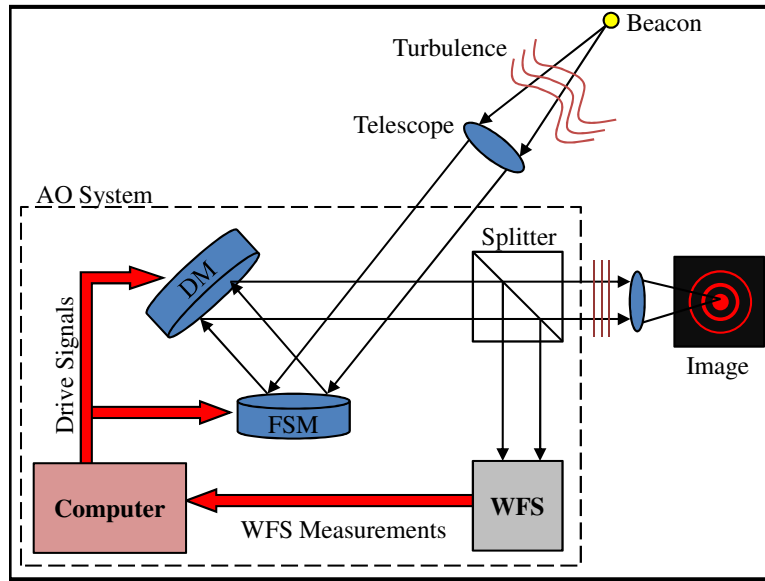 Beacon
Turbulence
Telescope
AO System
Splitter
DM
Drive Signals
FSM
Image
Computer
WFS
WFS Measurements